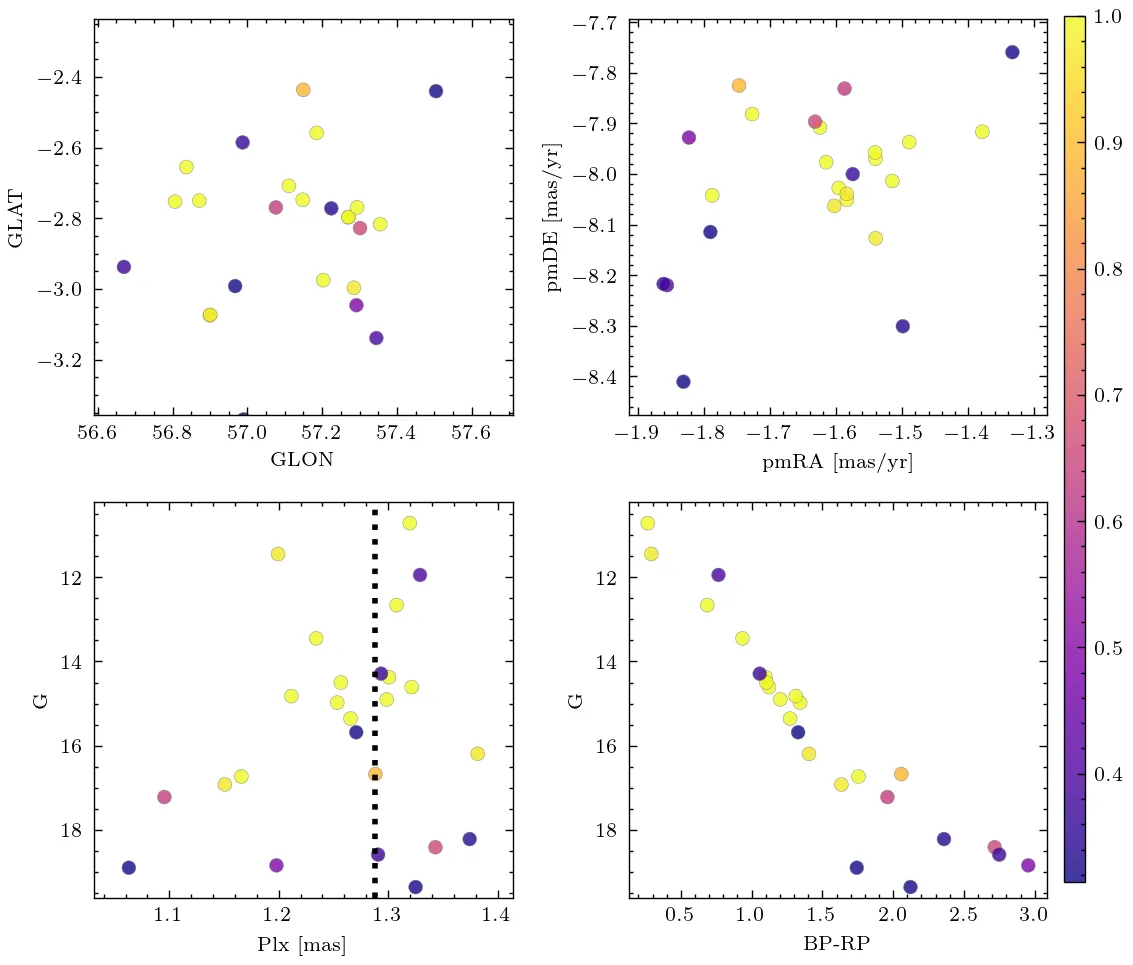 −2.4
−2.6
−2.8
−3.0
−3.2
GLAT
56.6 56.8 57.0 57.2 57.4 57.6
GLON
−7.7
−7.8
−7.9
−8.0
−8.1
−8.2
−8.3
−8.4
pmDE [mas/yr]
−1.9 −1.8 −1.7 −1.6 −1.5 −1.4 −1.3
pmRA [mas/yr]
1.0
0.9
0.8
0.7
0.6
0.5
0.4
12
14
16
18
G
1.1 1.2 1.3 1.4
Plx [mas]
12
14
16
18
G
0.5 1.0 1.5 2.0 2.5 3.0
BP-RP